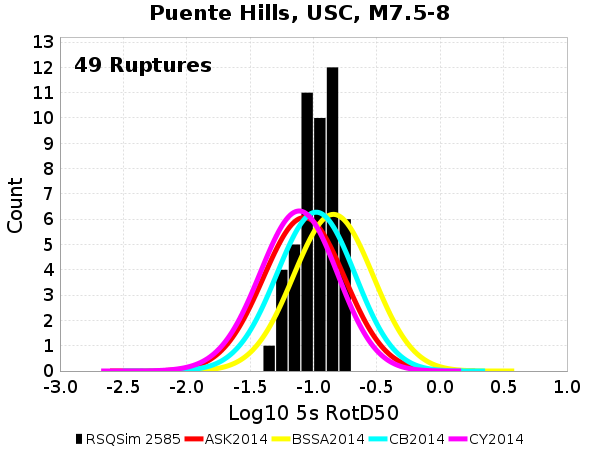 Puente Hills, USC, M7.5-8
49 Ruptures
13
12
11
10
9
8
7
6
5
4
3
2
1
0
Count
-3.0 -2.5 -2.0 -1.5 -1.0 -0.5 0.0 0.5 1.0
Log10 5s RotD50
RSQSim 2585 ASK2014 BSSA2014 CB2014 CY2014